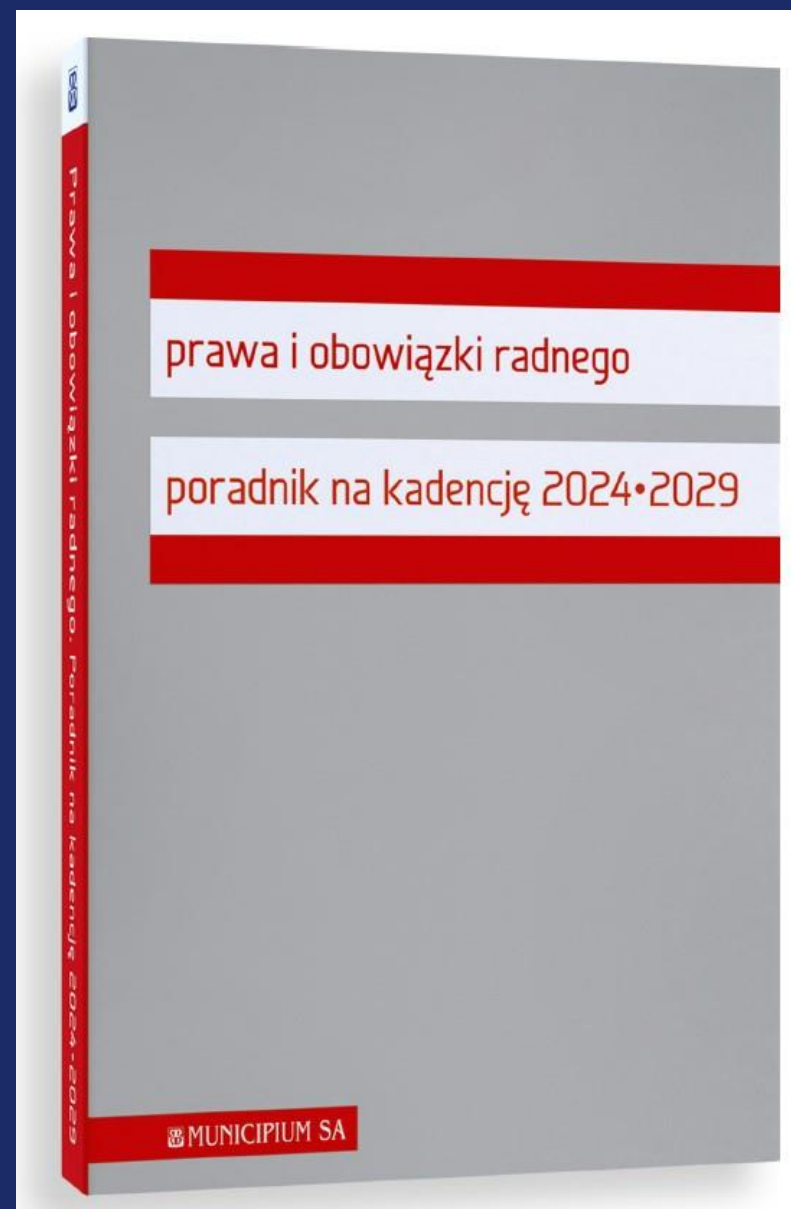 prawa i obowiązki radnego
poradnik na kadencję 2024•2029
MUNICIPIUM SA
Prawa i obowiązki radnego. Poradnik na kadencję 2024-2029